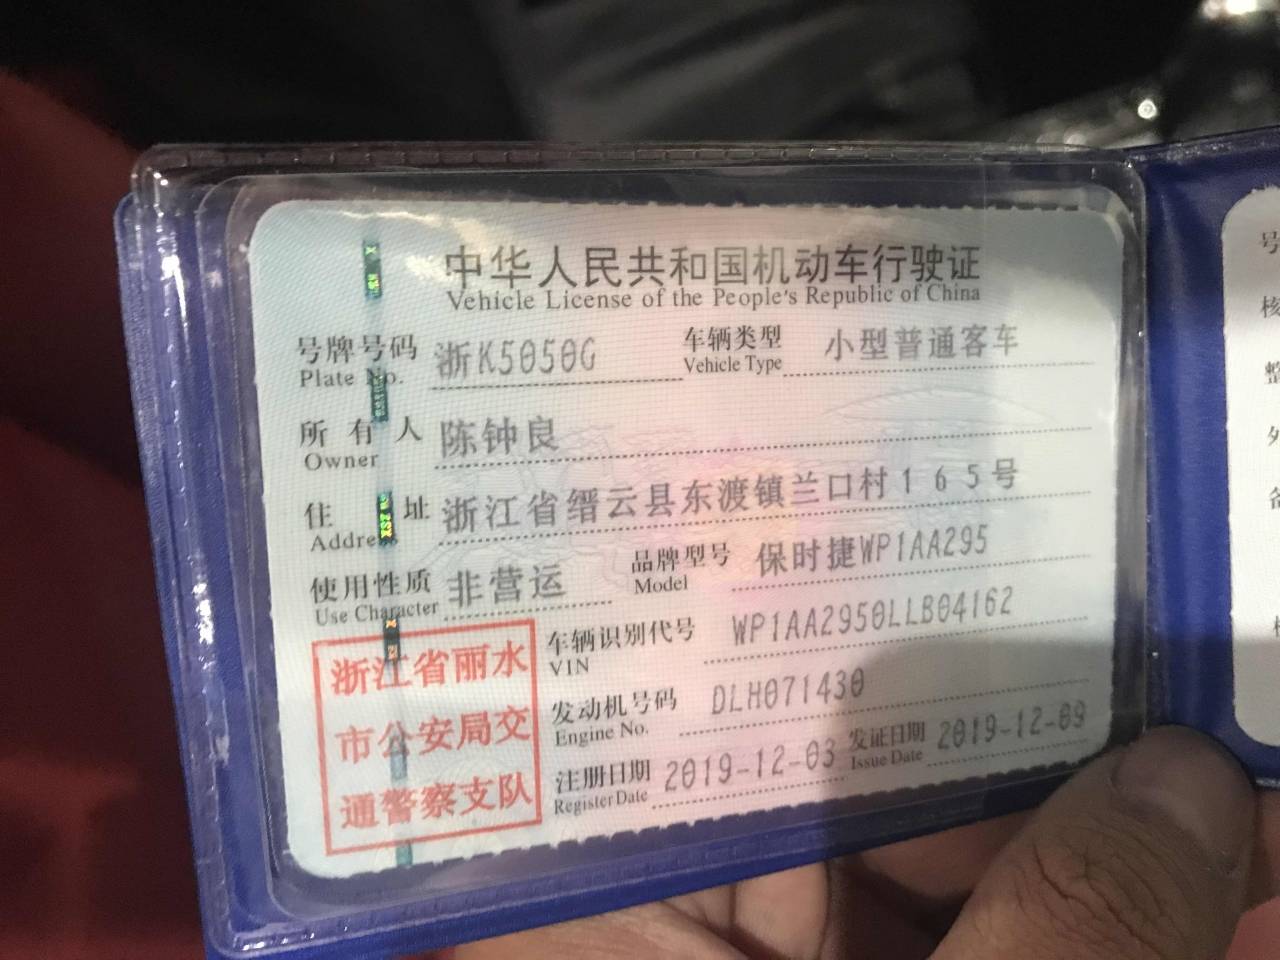 中华人民共和国机动车行驶证
Vehicle License of the People's Republic of China
号牌号码 浙K5050G 车辆类型 小型普通客车
Plate No. Vehicle Type
所有人 陈钟良
Owner
住址 浙江省缙云县东渡镇兰口村165号
Address
使用性质 非营运 品牌型号 保时捷WP1AA295
Use Character Model
车辆识别代号 WP1AA2950LLB04162
VIN
发动机号码 DLH071430
Engine No.
注册日期 2019-12-03 发证日期 2019-12-09
Register Date Issue Date
浙江省丽水
市公安局交
通警察支队
号
核
整
外